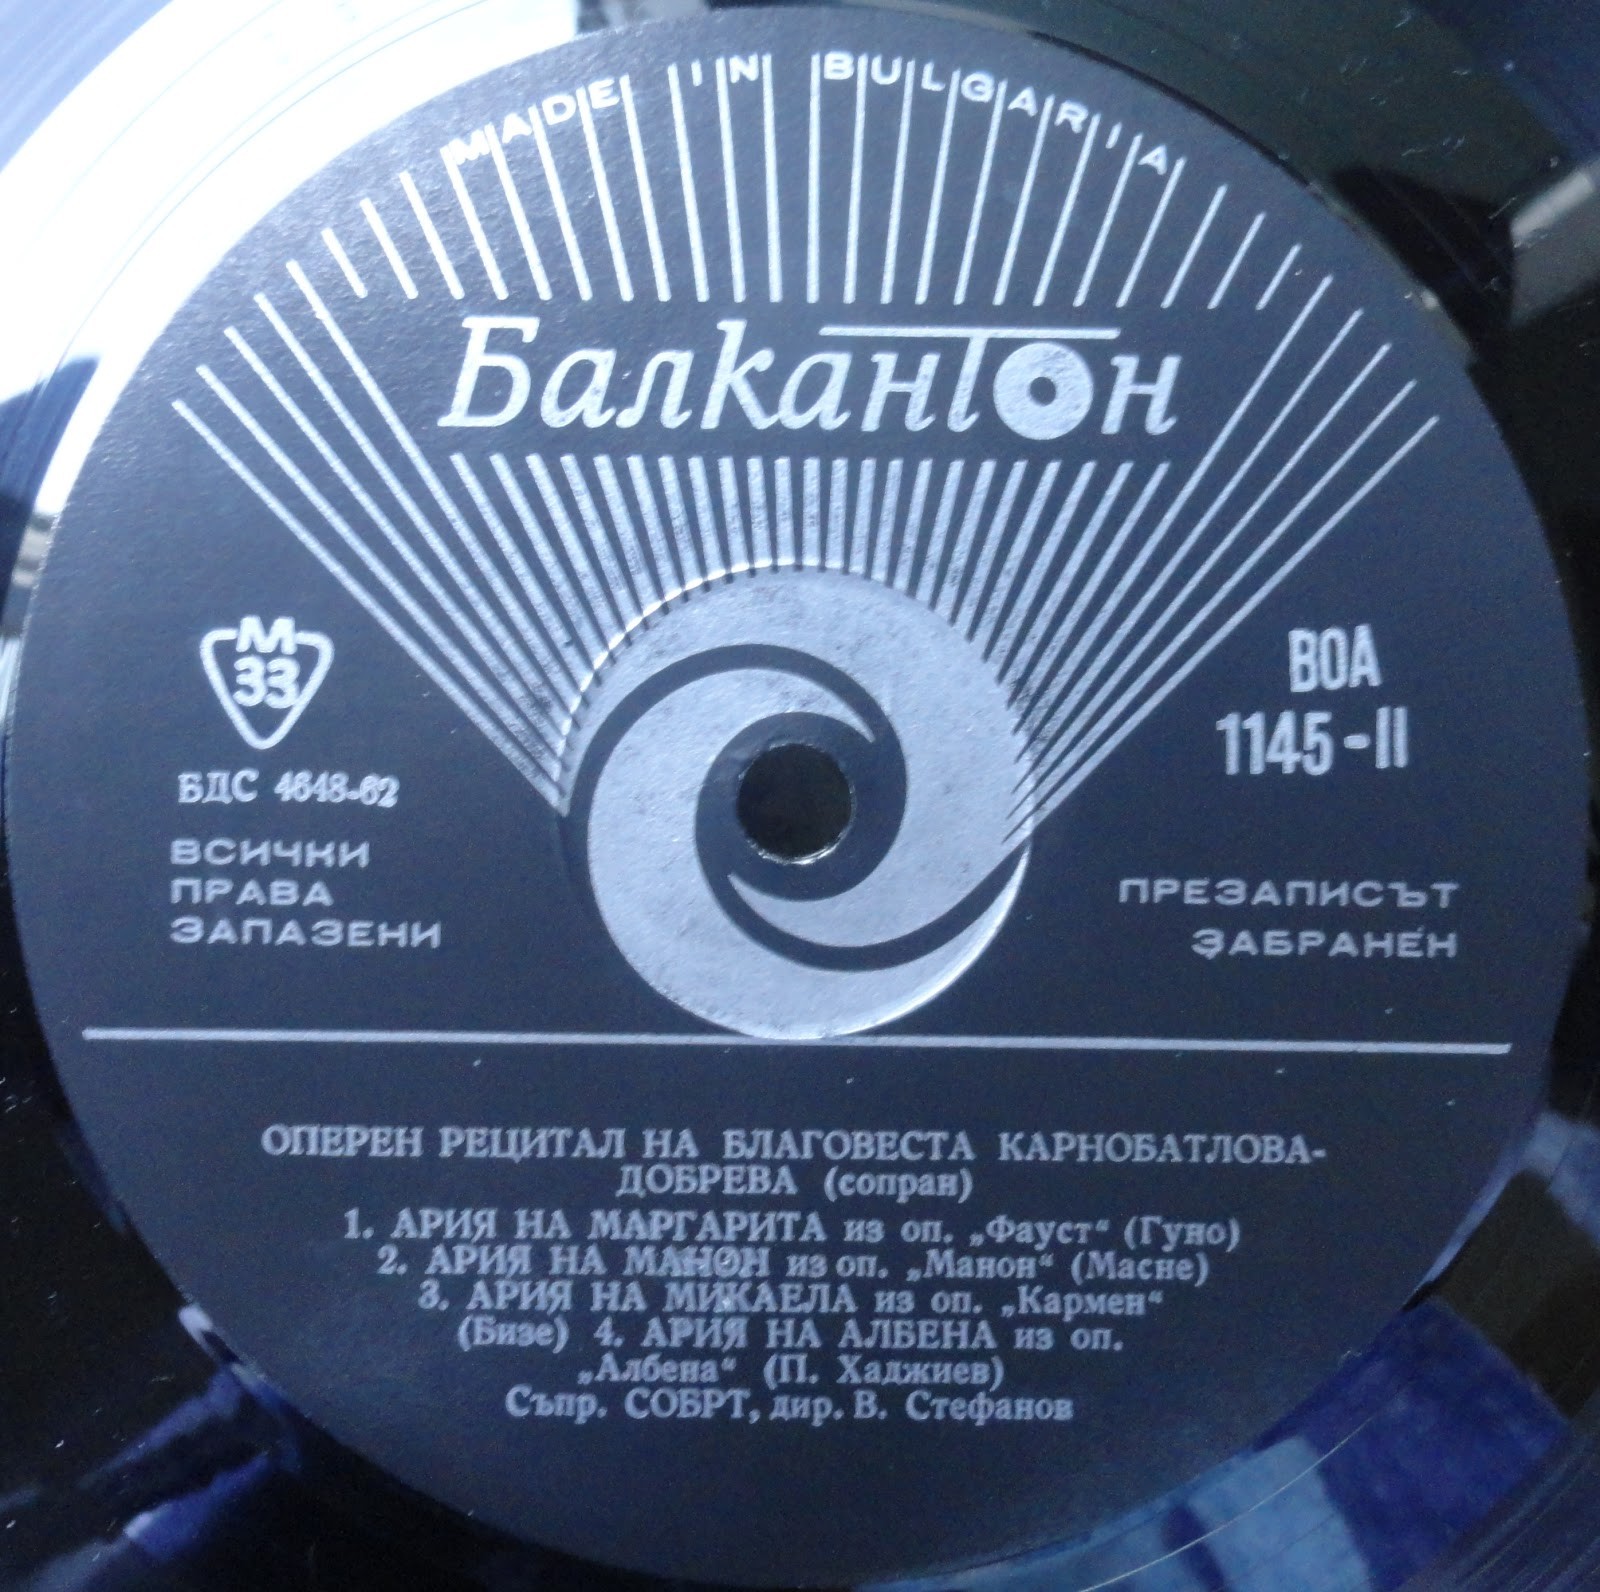 MADE IN BULGARIA
Балкантон
М
33
БДС 4648-62
ВСИЧКИ
ПРАВА
ЗАПАЗЕНИ
ВОА
1145-II
ПРЕЗАПИСЪТ
ЗАБРАНЕН
ОПЕРЕН РЕЦИТАЛ НА БЛАГОВЕСТА КАРНОБАТЛОВА-
ДОБРЕВА (сопран)
1. АРИЯ НА МАРГАРИТА из оп. „Фауст“ (Гуно)
2. АРИЯ НА МАНОН из оп. „Манон“ (Масне)
3. АРИЯ НА МИКАЕЛА из оп. „Кармен“
(Бизе) 4. АРИЯ НА АЛБЕНА из оп.
„Албена“ (П. Хаджиев)
Съпр. СОБРТ, дир. В. Стефанов